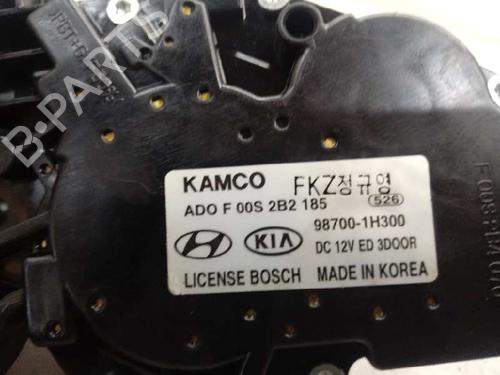 B-PARTS
KAMCO FKZ정규영
ADO F 00S 2B2 185 526
98700-1H300
KIA DC 12V ED 3DOOR
LICENSE BOSCH MADE IN KOREA
B-PARTS